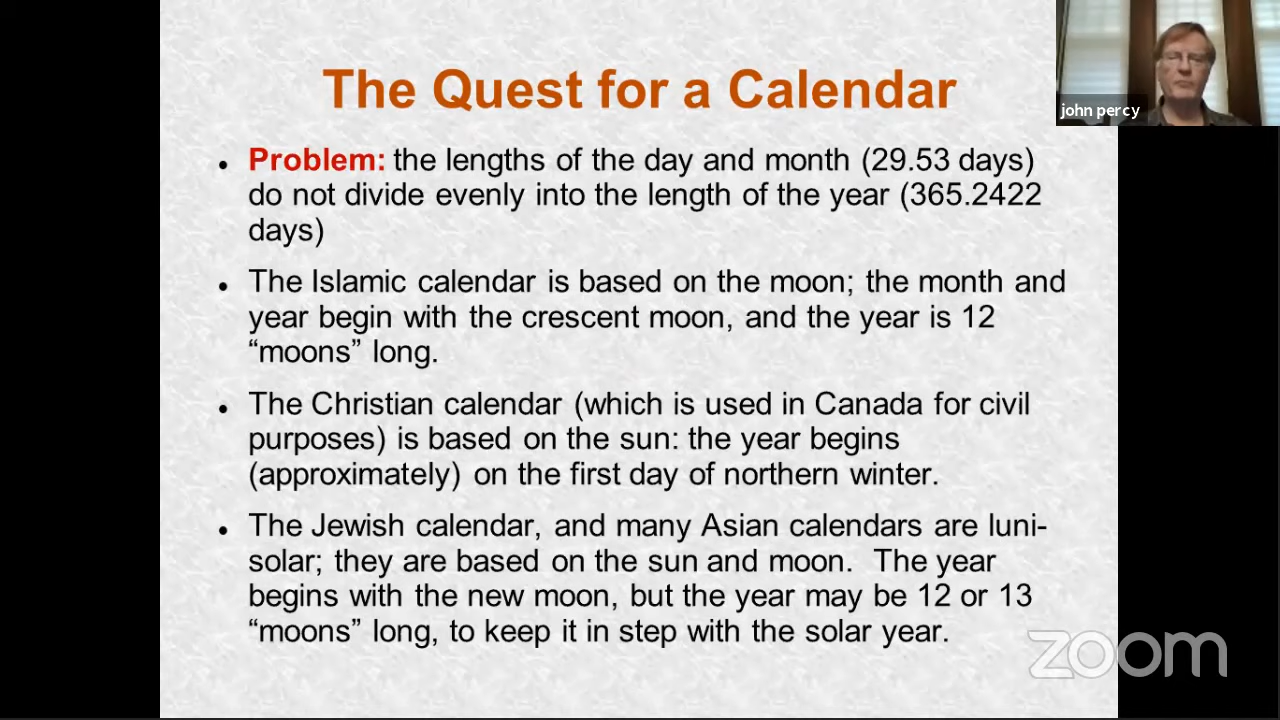 The Quest for a Calendar
john percy
• Problem: the lengths of the day and month (29.53 days)
do not divide evenly into the length of the year (365.2422
days)
• The Islamic calendar is based on the moon; the month and
year begin with the crescent moon, and the year is 12
“moons” long.
• The Christian calendar (which is used in Canada for civil
purposes) is based on the sun: the year begins
(approximately) on the first day of northern winter.
• The Jewish calendar, and many Asian calendars are luni-
solar; they are based on the sun and moon.  The year
begins with the new moon, but the year may be 12 or 13
“moons” long, to keep it in step with the solar year.
zoom